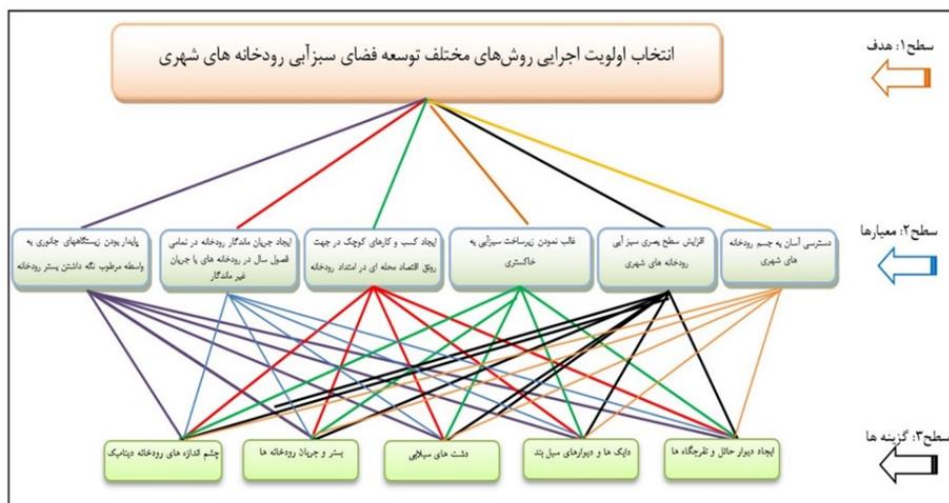 سطح۱: هدف
انتخاب اولویت اجرایی روش‌های مختلف توسعه فضای سبزآبی رودخانه های شهری
سطح۲: معیارها
دسترسی آسان به جسم رودخانه
های شهری
افزایش سطح بصری سبز آبی
رودخانه های شهری
غالب نمودن زیرساخت سبزآبی به
خاکستری
ایجاد کسب و کارهای کوچک در جهت
رونق اقتصاد محله ای در امتداد رودخانه
ایجاد جریان ماندگار رودخانه در تمامی
فصول سال در رودخانه های با جریان
غیر ماندگار
پایدار بودن زیستگاههای جانوری به
واسطه مرطوب نگه داشتن بستر رودخانه
سطح۳: گزینه ها
ایجاد دیوار حائل و تفرجگاه ها
دایک ها و دیوارهای سیل بند
دشت های سیلابی
بستر و جریان رودخانه ها
چشم اندازه های رودخانه دینامیک